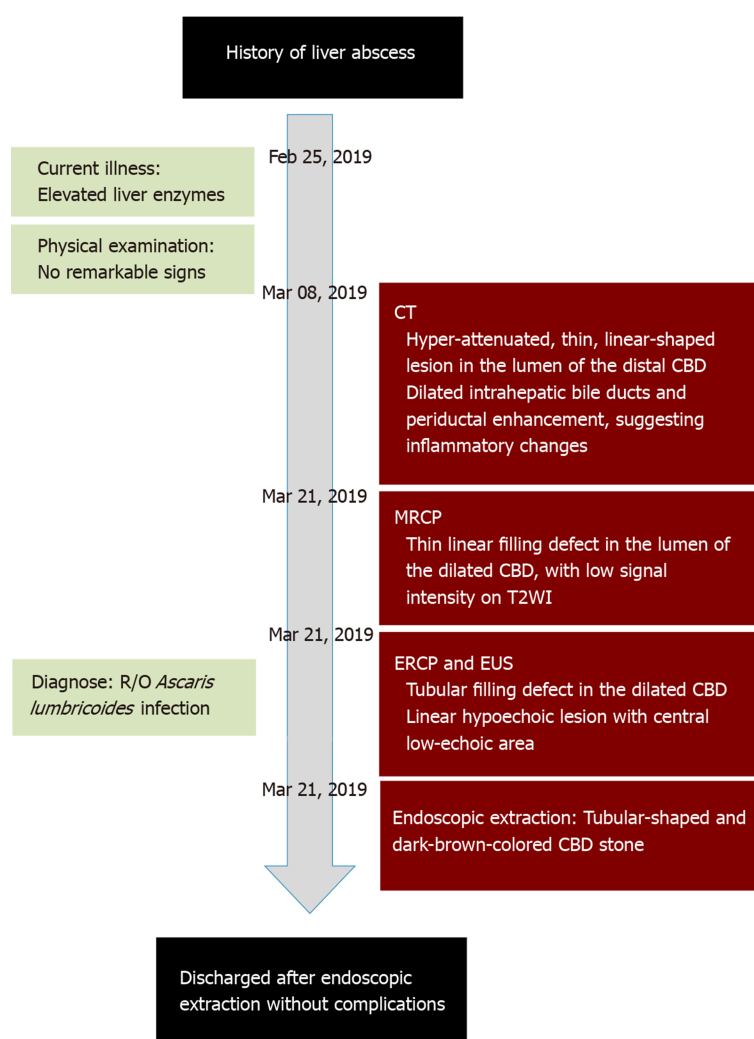 History of liver abscess
Feb 25, 2019
Current illness:
Elevated liver enzymes
Physical examination:
No remarkable signs
Mar 08, 2019
CT
Hyper-attenuated, thin, linear-shaped
lesion in the lumen of the distal CBD
Dilated intrahepatic bile ducts and
periductal enhancement, suggesting
inflammatory changes
Mar 21, 2019
MRCP
Thin linear filling defect in the lumen of
the dilated CBD, with low signal
intensity on T2WI
Mar 21, 2019
ERCP and EUS
Tubular filling defect in the dilated CBD
Linear hypoechoic lesion with central
low-echoic area
Diagnose: R/O Ascaris
lumbricoides infection
Mar 21, 2019
Endoscopic extraction: Tubular-shaped and
dark-brown-colored CBD stone
Discharged after endoscopic
extraction without complications